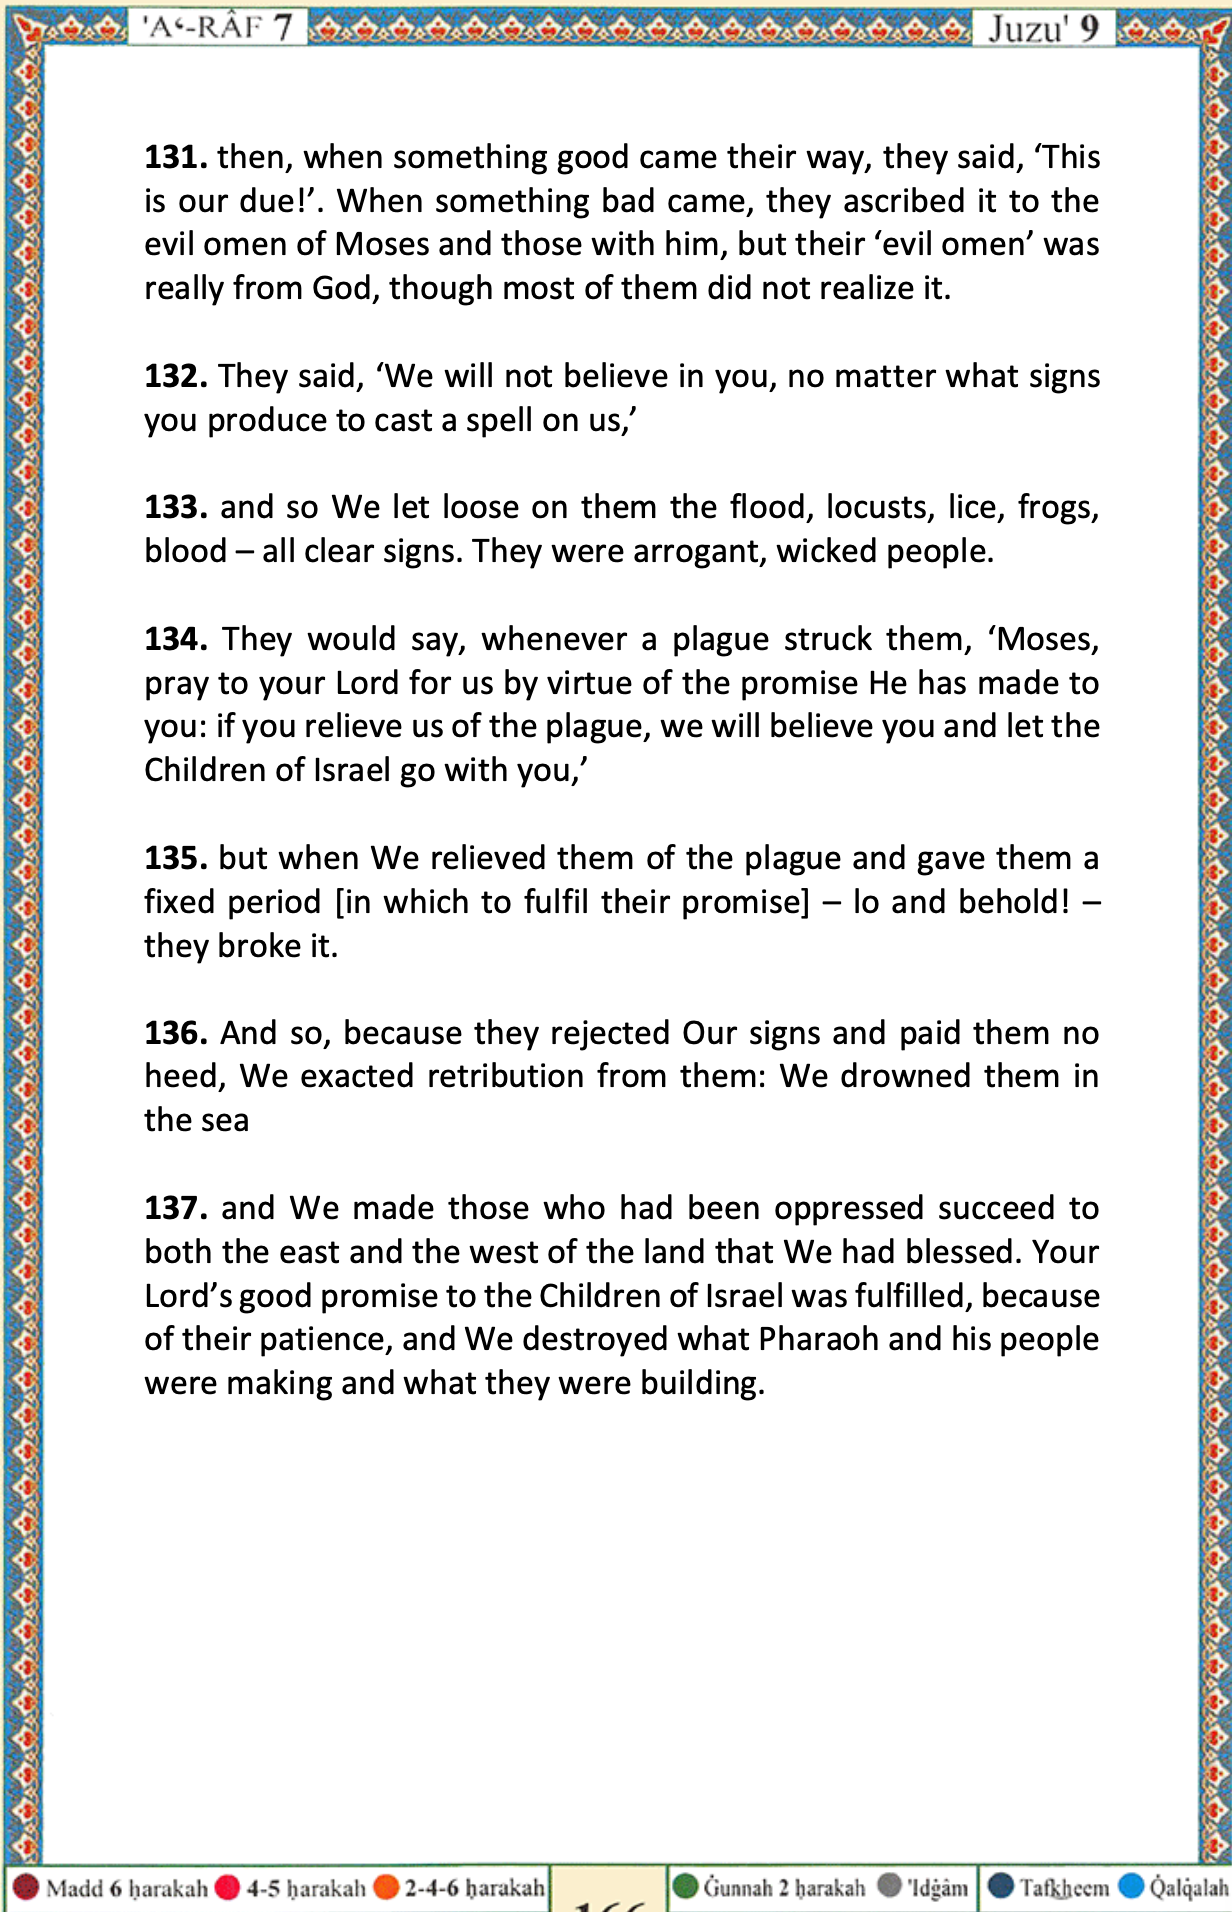 'Aʻ-RÂF 7
Juzu' 9
131. then, when something good came their way, they said, ‘This
is our due!’. When something bad came, they ascribed it to the
evil omen of Moses and those with him, but their ‘evil omen’ was
really from God, though most of them did not realize it.
132. They said, ‘We will not believe in you, no matter what signs
you produce to cast a spell on us,’
133. and so We let loose on them the flood, locusts, lice, frogs,
blood – all clear signs. They were arrogant, wicked people.
134. They would say, whenever a plague struck them, ‘Moses,
pray to your Lord for us by virtue of the promise He has made to
you: if you relieve us of the plague, we will believe you and let the
Children of Israel go with you,’
135. but when We relieved them of the plague and gave them a
fixed period [in which to fulfil their promise] – lo and behold! –
they broke it.
136. And so, because they rejected Our signs and paid them no
heed, We exacted retribution from them: We drowned them in
the sea
137. and We made those who had been oppressed succeed to
both the east and the west of the land that We had blessed. Your
Lord’s good promise to the Children of Israel was fulfilled, because
of their patience, and We destroyed what Pharaoh and his people
were making and what they were building.
Madd 6 ḥarakah 4-5 ḥarakah 2-4-6 ḥarakah
166
Ġunnah 2 ḥarakah 'Idġâm Tafkḫeem Q̇alq̇alah